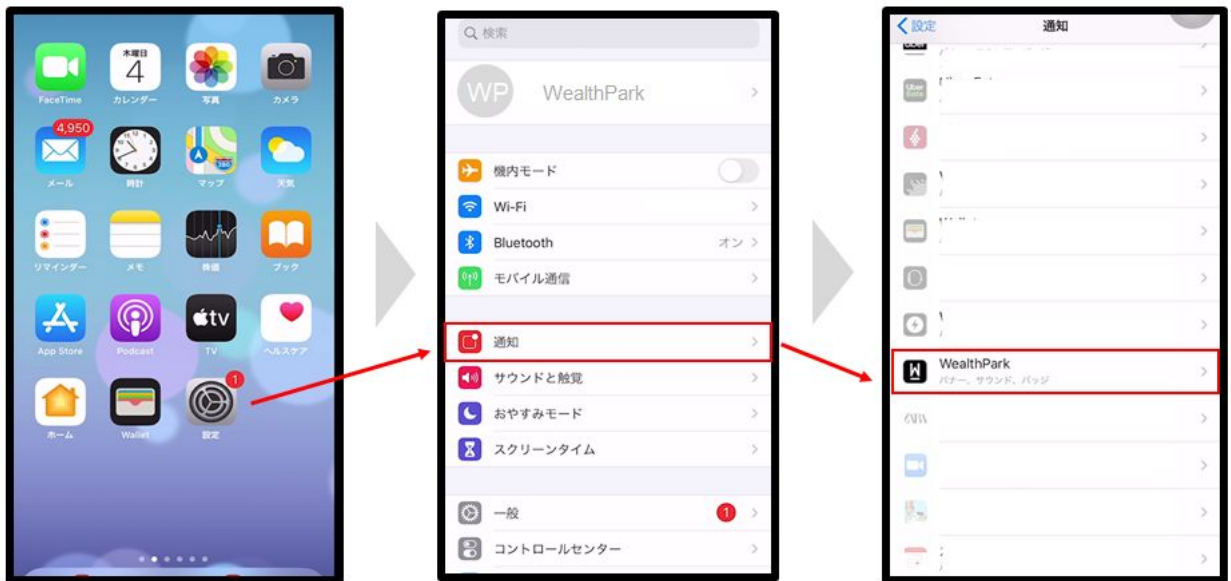 木曜日
4
FaceTime
カレンダー
写真
カメラ
4,950
メール
時計
マップ
天気
リマインダー
メモ
株価
ブック
App Store
Podcast
tv
TV
ヘルスケア
1
ホーム
Wallet
設定
検索
WP
WealthPark
機内モード
Wi-Fi
Bluetooth
オン
モバイル通信
通知
サウンドと触覚
おやすみモード
スクリーンタイム
一般
1
コントロールセンター
設定
通知
Uber
Uber
Eats
WealthPark
バナー、サウンド、バッジ
ZARA